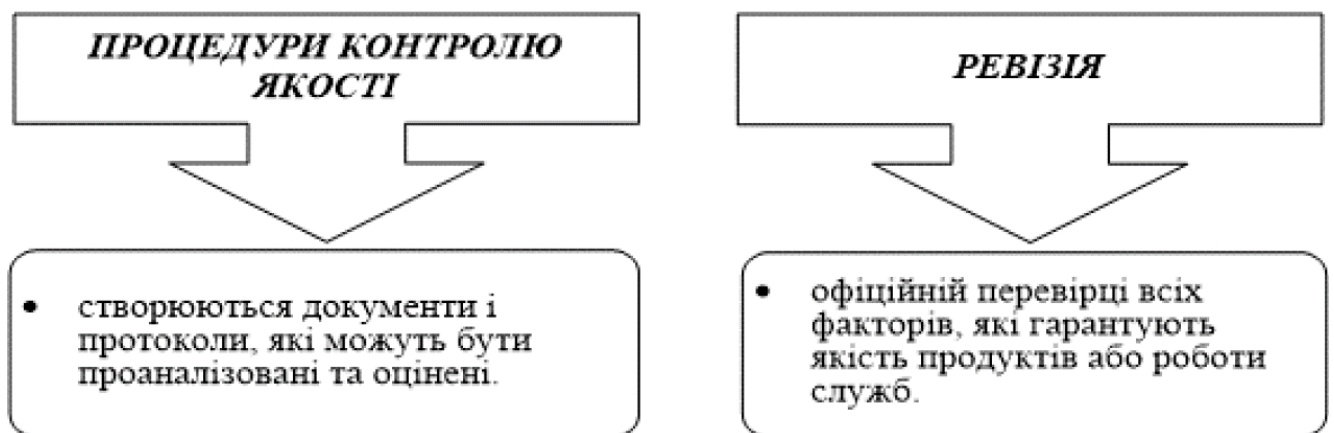 ПРОЦЕДУРИ КОНТРОЛЮ
ЯКОСТІ
• створюються документи і
протоколи, які можуть бути
проаналізовані та оцінені.
РЕВІЗІЯ
• офіційній перевірці всіх
факторів, які гарантують
якість продуктів або роботи
служб.